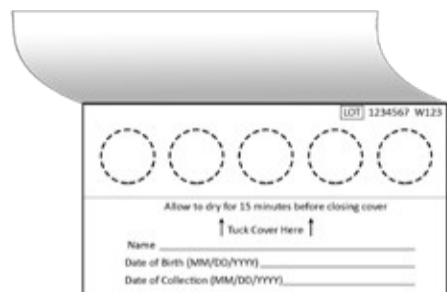 LOT 1234567 W123
Allow to dry for 15 minutes before closing cover
Tuck Cover Here
Name
Date of Birth (MM/DD/YYYY)
Date of Collection (MM/DD/YYYY)